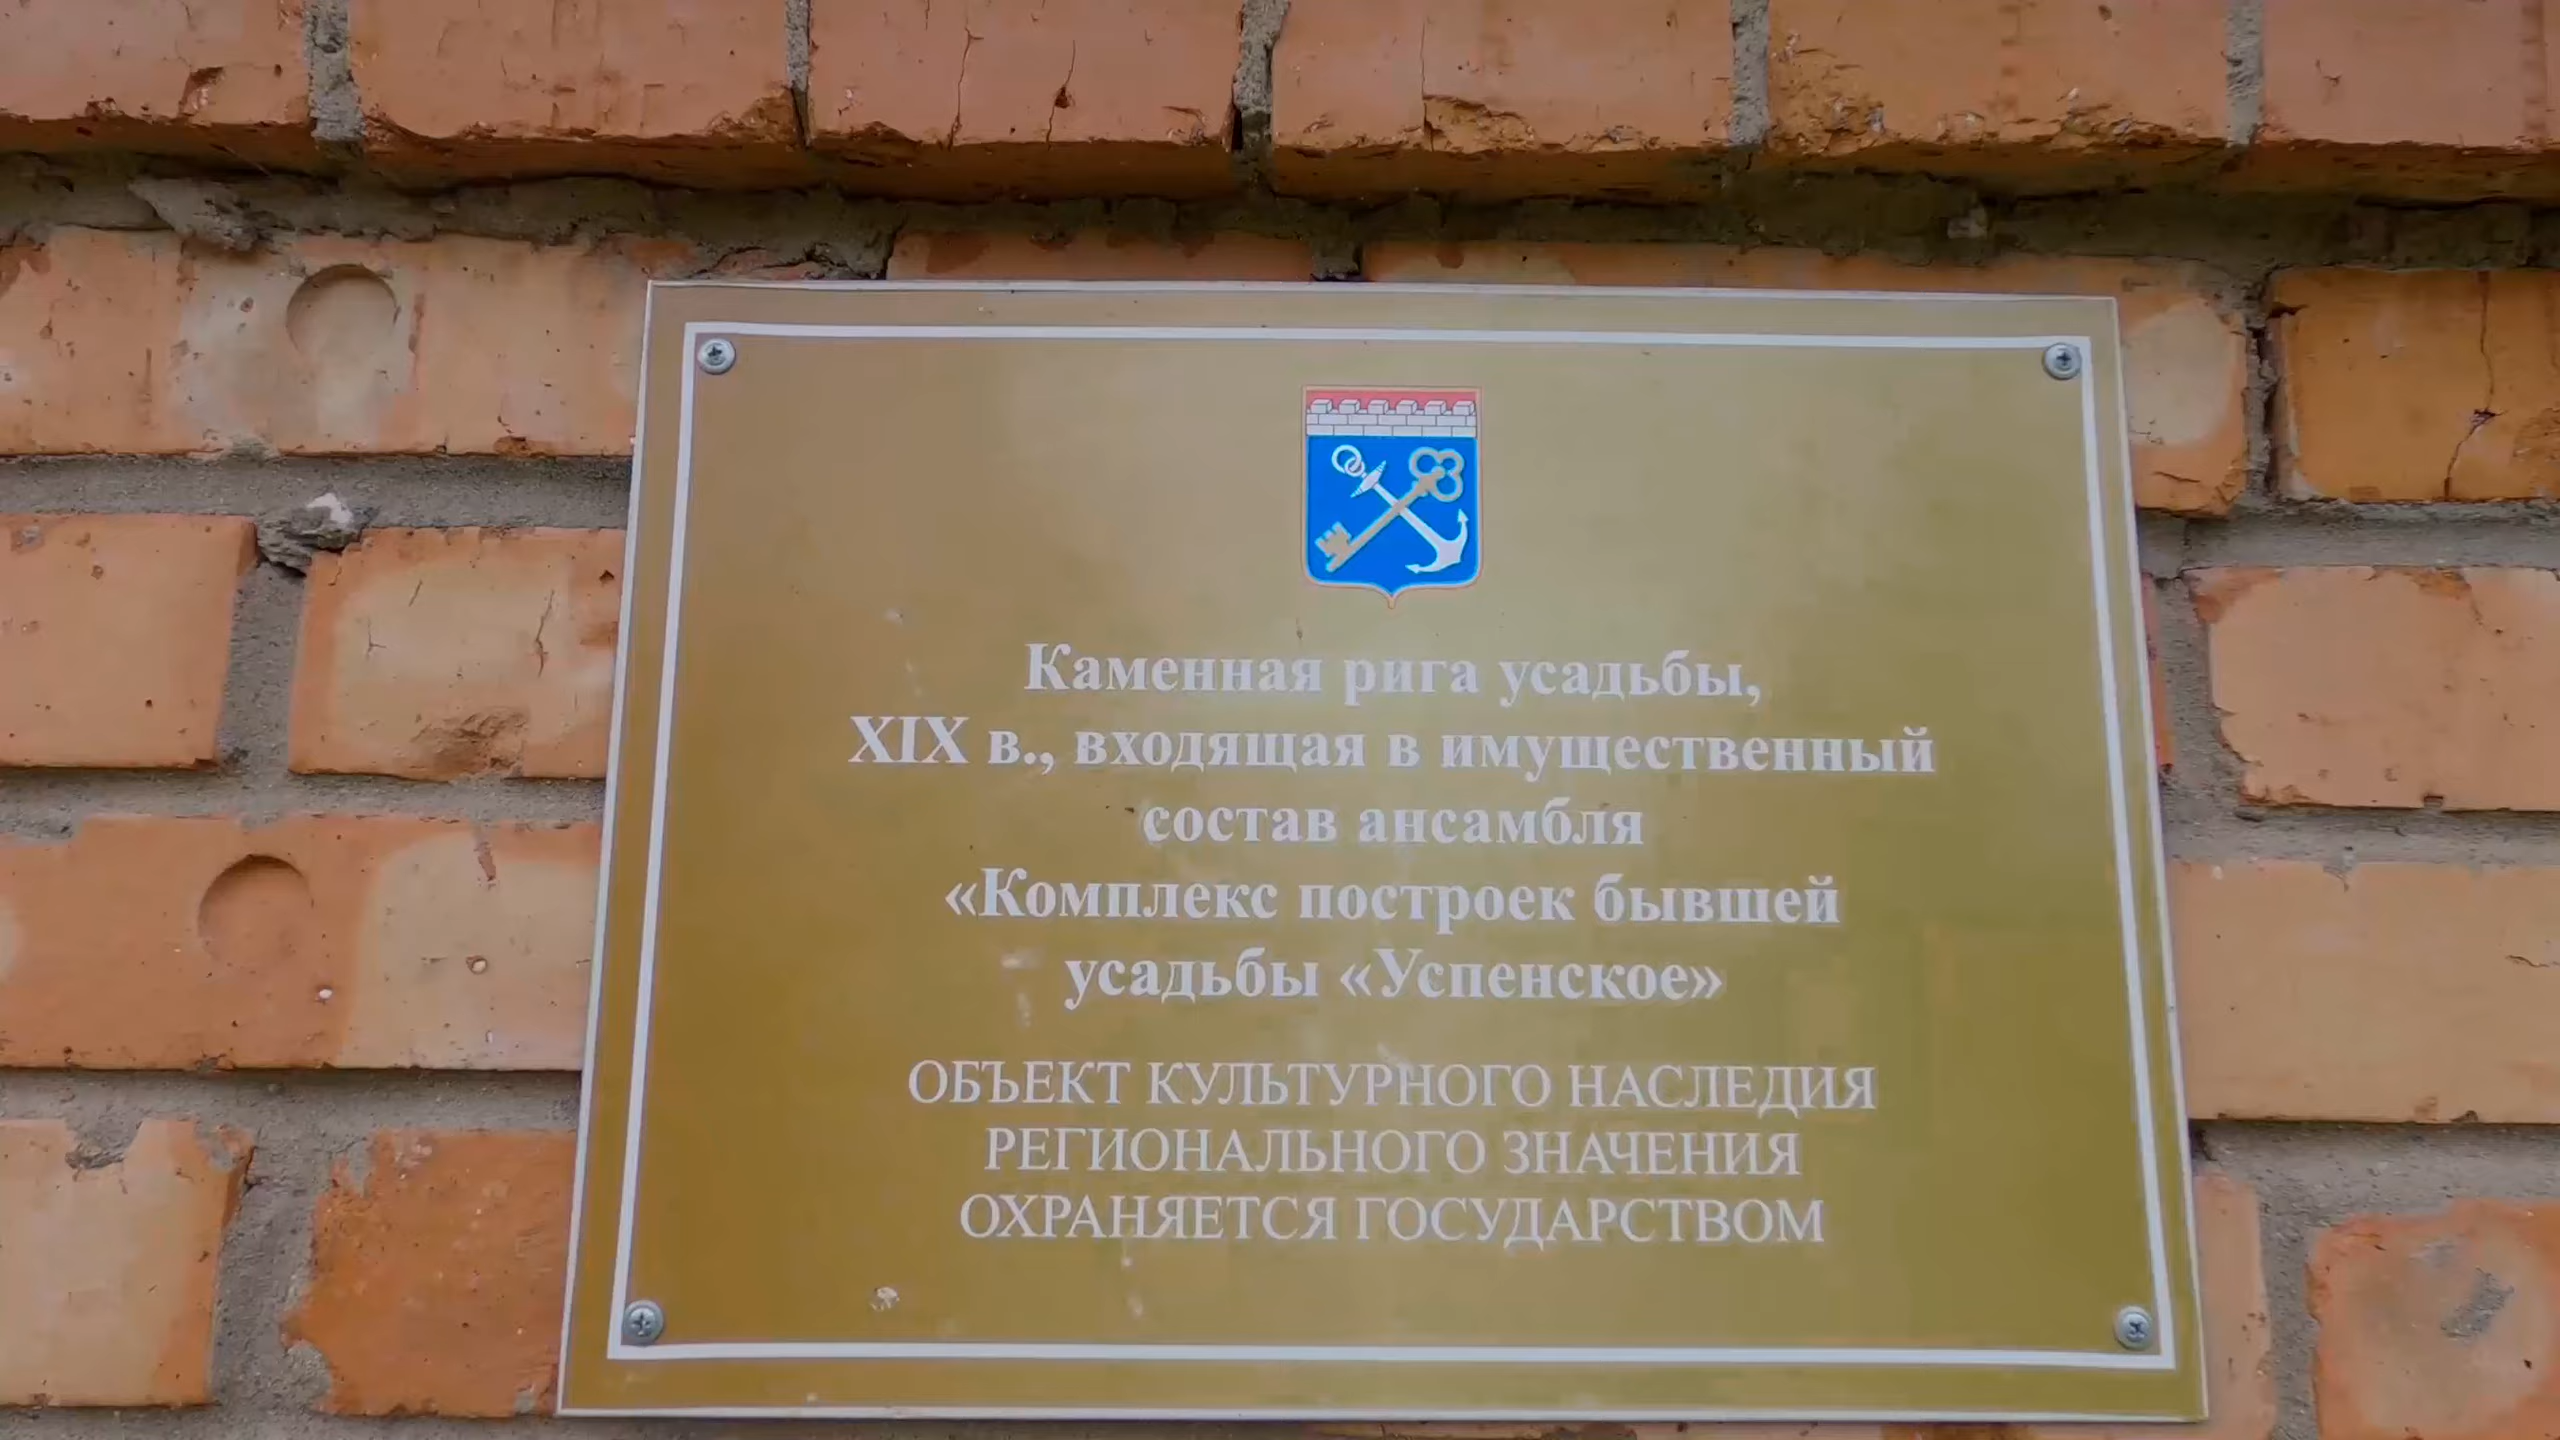 Каменная рига усадьбы,
XIX в., входящая в имущественный
состав ансамбля
«Комплекс построек бывшей
усадьбы «Успенское»
ОБЪЕКТ КУЛЬТУРНОГО НАСЛЕДИЯ
РЕГИОНАЛЬНОГО ЗНАЧЕНИЯ
ОХРАНЯЕТСЯ ГОСУДАРСТВОМ